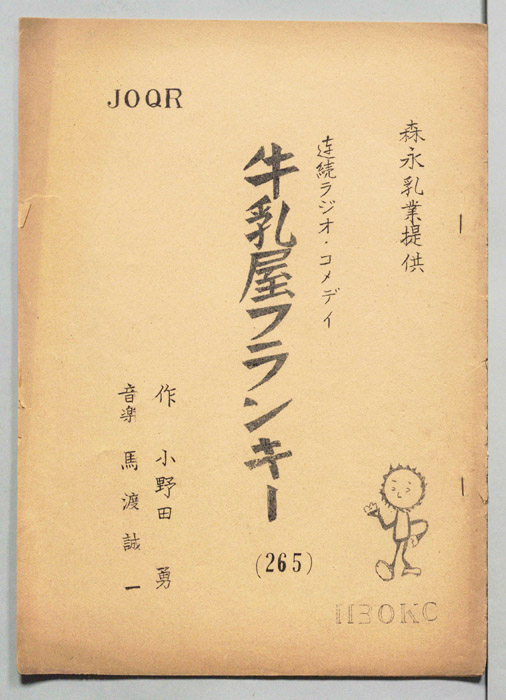 JOQR
森永乳業提供
連続ラジオ・コメディ
牛乳屋フランキー
(265)
作 小野田 勇
音楽 馬渡誠一
1130KC